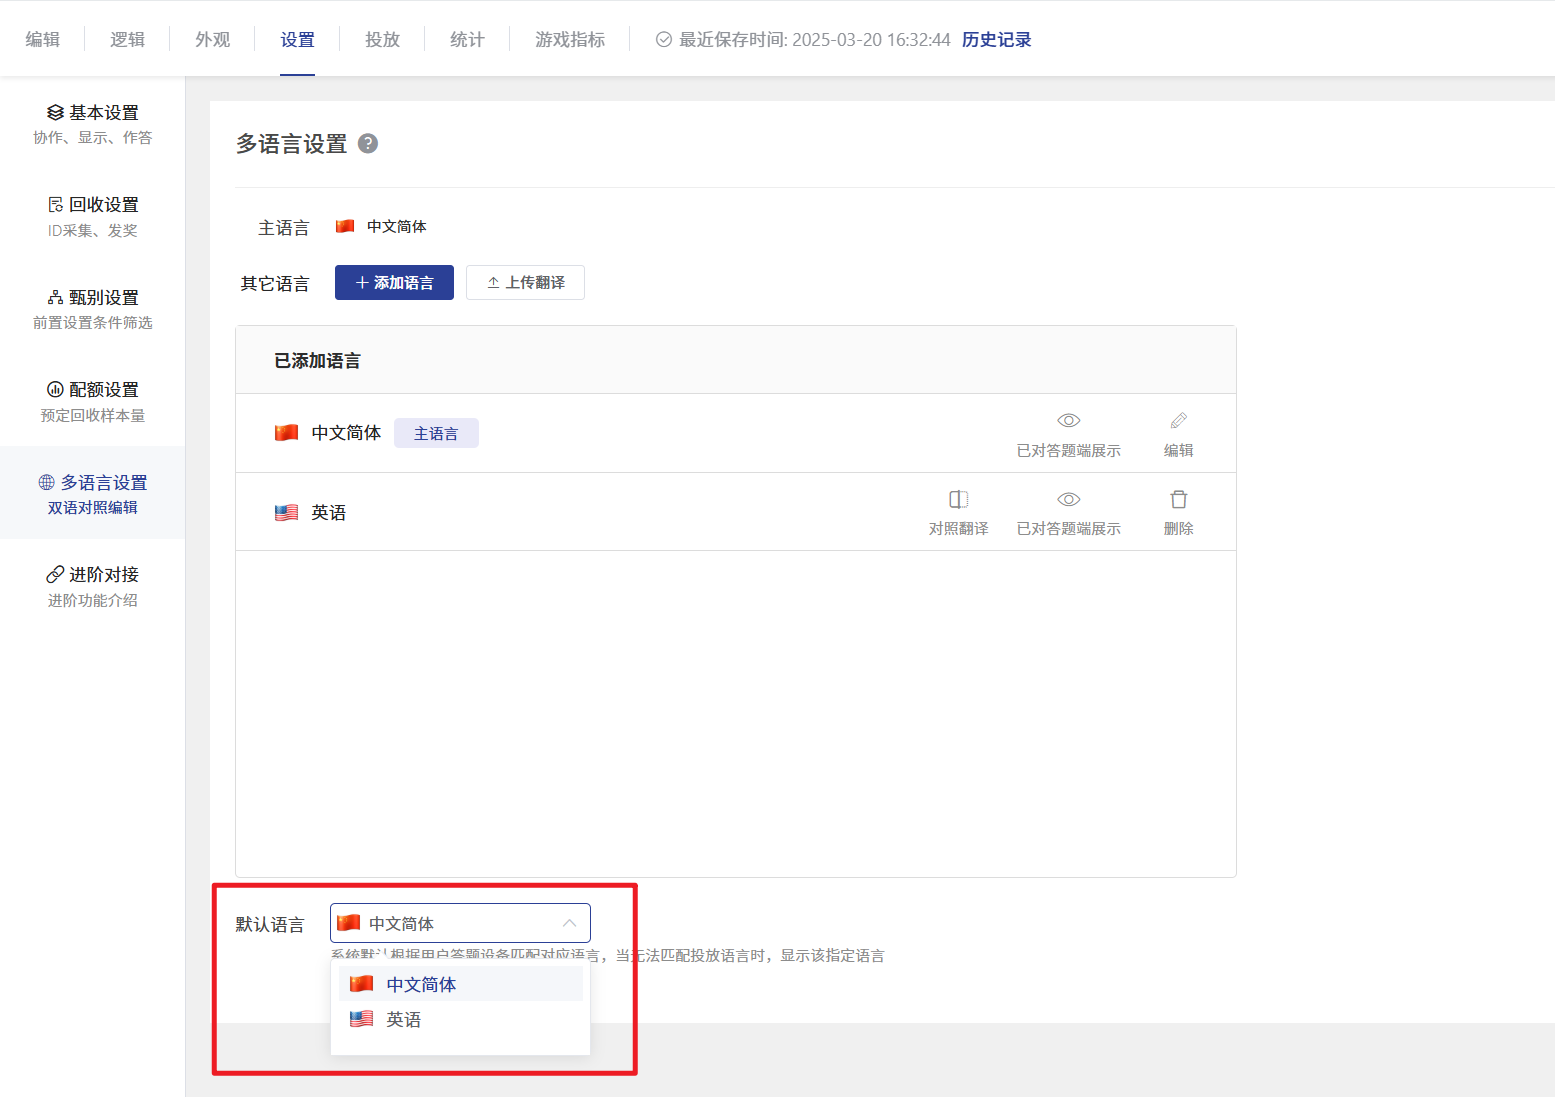 编辑
逻辑
外观
设置
投放
统计
游戏指标
最近保存时间: 2025-03-20 16:32:44 历史记录
基本设置
协作、显示、作答
回收设置
ID采集、发奖
甄别设置
前置设置条件筛选
配额设置
预定回收样本量
多语言设置
双语对照编辑
进阶对接
进阶功能介绍
多语言设置 ?
主语言 中文简体
其它语言 添加语言 上传翻译
已添加语言
中文简体 主语言
已对答题端展示
编辑
英语
对照翻译
已对答题端展示
删除
默认语言 中文简体
系统默认根据用户答题设备匹配对应语言，当无法匹配投放语言时，显示该指定语言
中文简体
英语